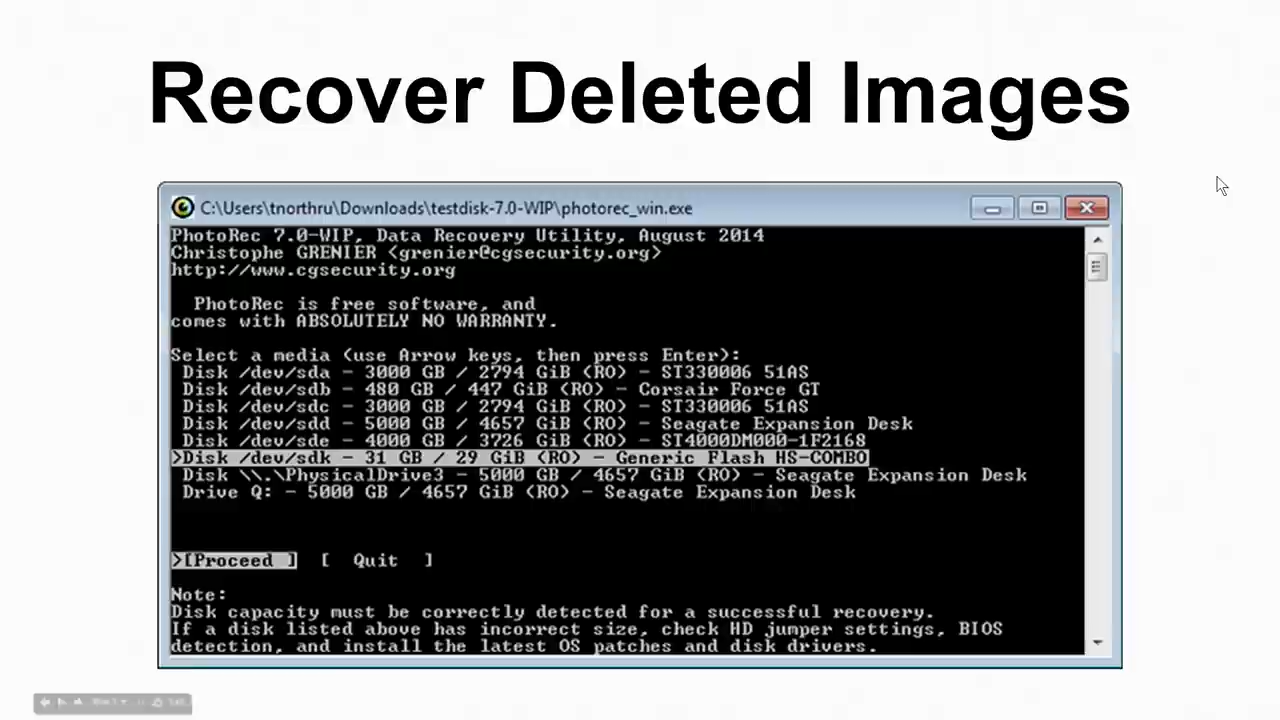 Recover Deleted Images
C:\Users\tnorthru\Downloads\testdisk-7.0-WIP\photorec_win.exe
PhotoRec 7.0-WIP, Data Recovery Utility, August 2014
Christophe GRENIER <grenier@cgsecurity.org>
http://www.cgsecurity.org
PhotoRec is free software, and
comes with ABSOLUTELY NO WARRANTY.
Select a media (use Arrow keys, then press Enter):
Disk /dev/sda - 3000 GB / 2794 GiB (RO) - ST330006 51AS
Disk /dev/sdb - 480 GB / 447 GiB (RO) - Corsair Force GT
Disk /dev/sdc - 3000 GB / 2794 GiB (RO) - ST330006 51AS
Disk /dev/sdd - 5000 GB / 4657 GiB (RO) - Seagate Expansion Desk
Disk /dev/sde - 4000 GB / 3726 GiB (RO) - ST4000DM000-1F2168
>Disk /dev/sdk - 31 GB / 29 GiB (RO) - Generic Flash HS-COMBO
Disk \\.\PhysicalDrive3 - 5000 GB / 4657 GiB (RO) - Seagate Expansion Desk
Drive Q: - 5000 GB / 4657 GiB (RO) - Seagate Expansion Desk
>[Proceed ] [ Quit ]
Note:
Disk capacity must be correctly detected for a successful recovery.
If a disk listed above has incorrect size, check HD jumper settings, BIOS
detection, and install the latest OS patches and disk drivers.